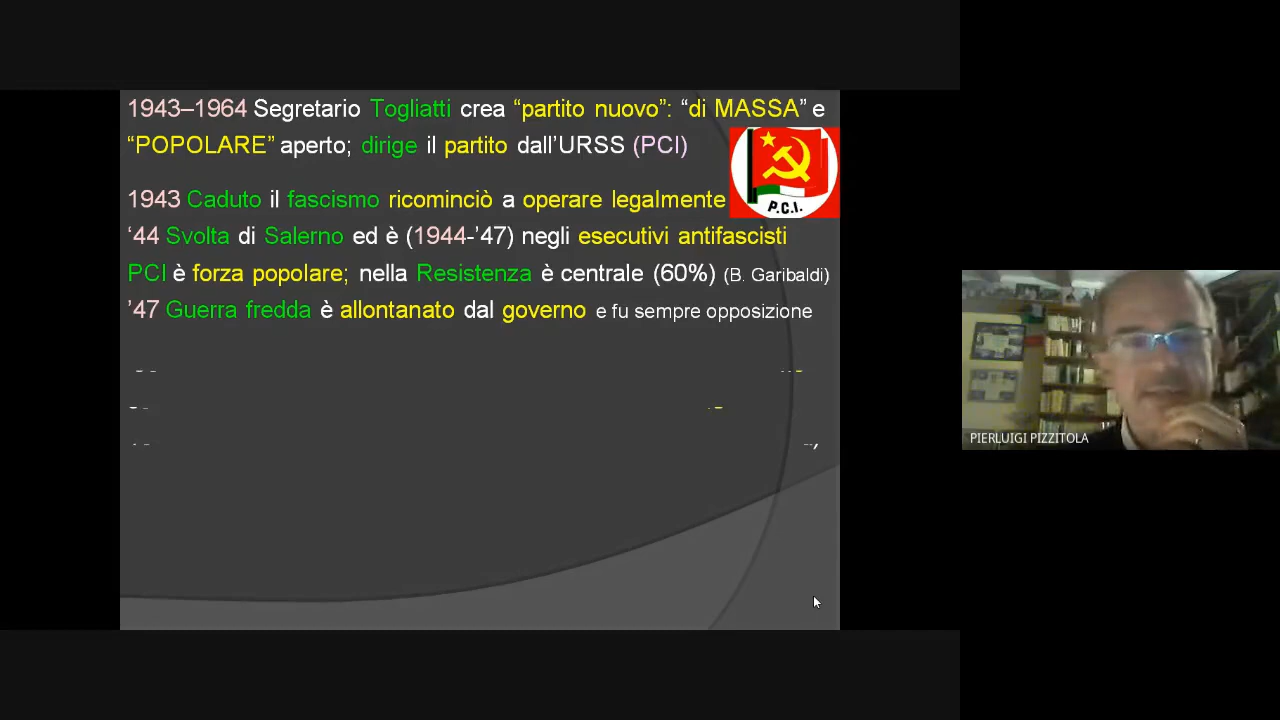 1943–1964 Segretario Togliatti crea “partito nuovo”: “di MASSA” e
“POPOLARE” aperto; dirige il partito dall’URSS (PCI)
P.C.I.
1943 Caduto il fascismo ricominciò a operare legalmente
‘44 Svolta di Salerno ed è (1944-’47) negli esecutivi antifascisti
PCI è forza popolare; nella Resistenza è centrale (60%) (B. Garibaldi)
’47 Guerra fredda è allontanato dal governo e fu sempre opposizione
PIERLUIGI PIZZITOLA